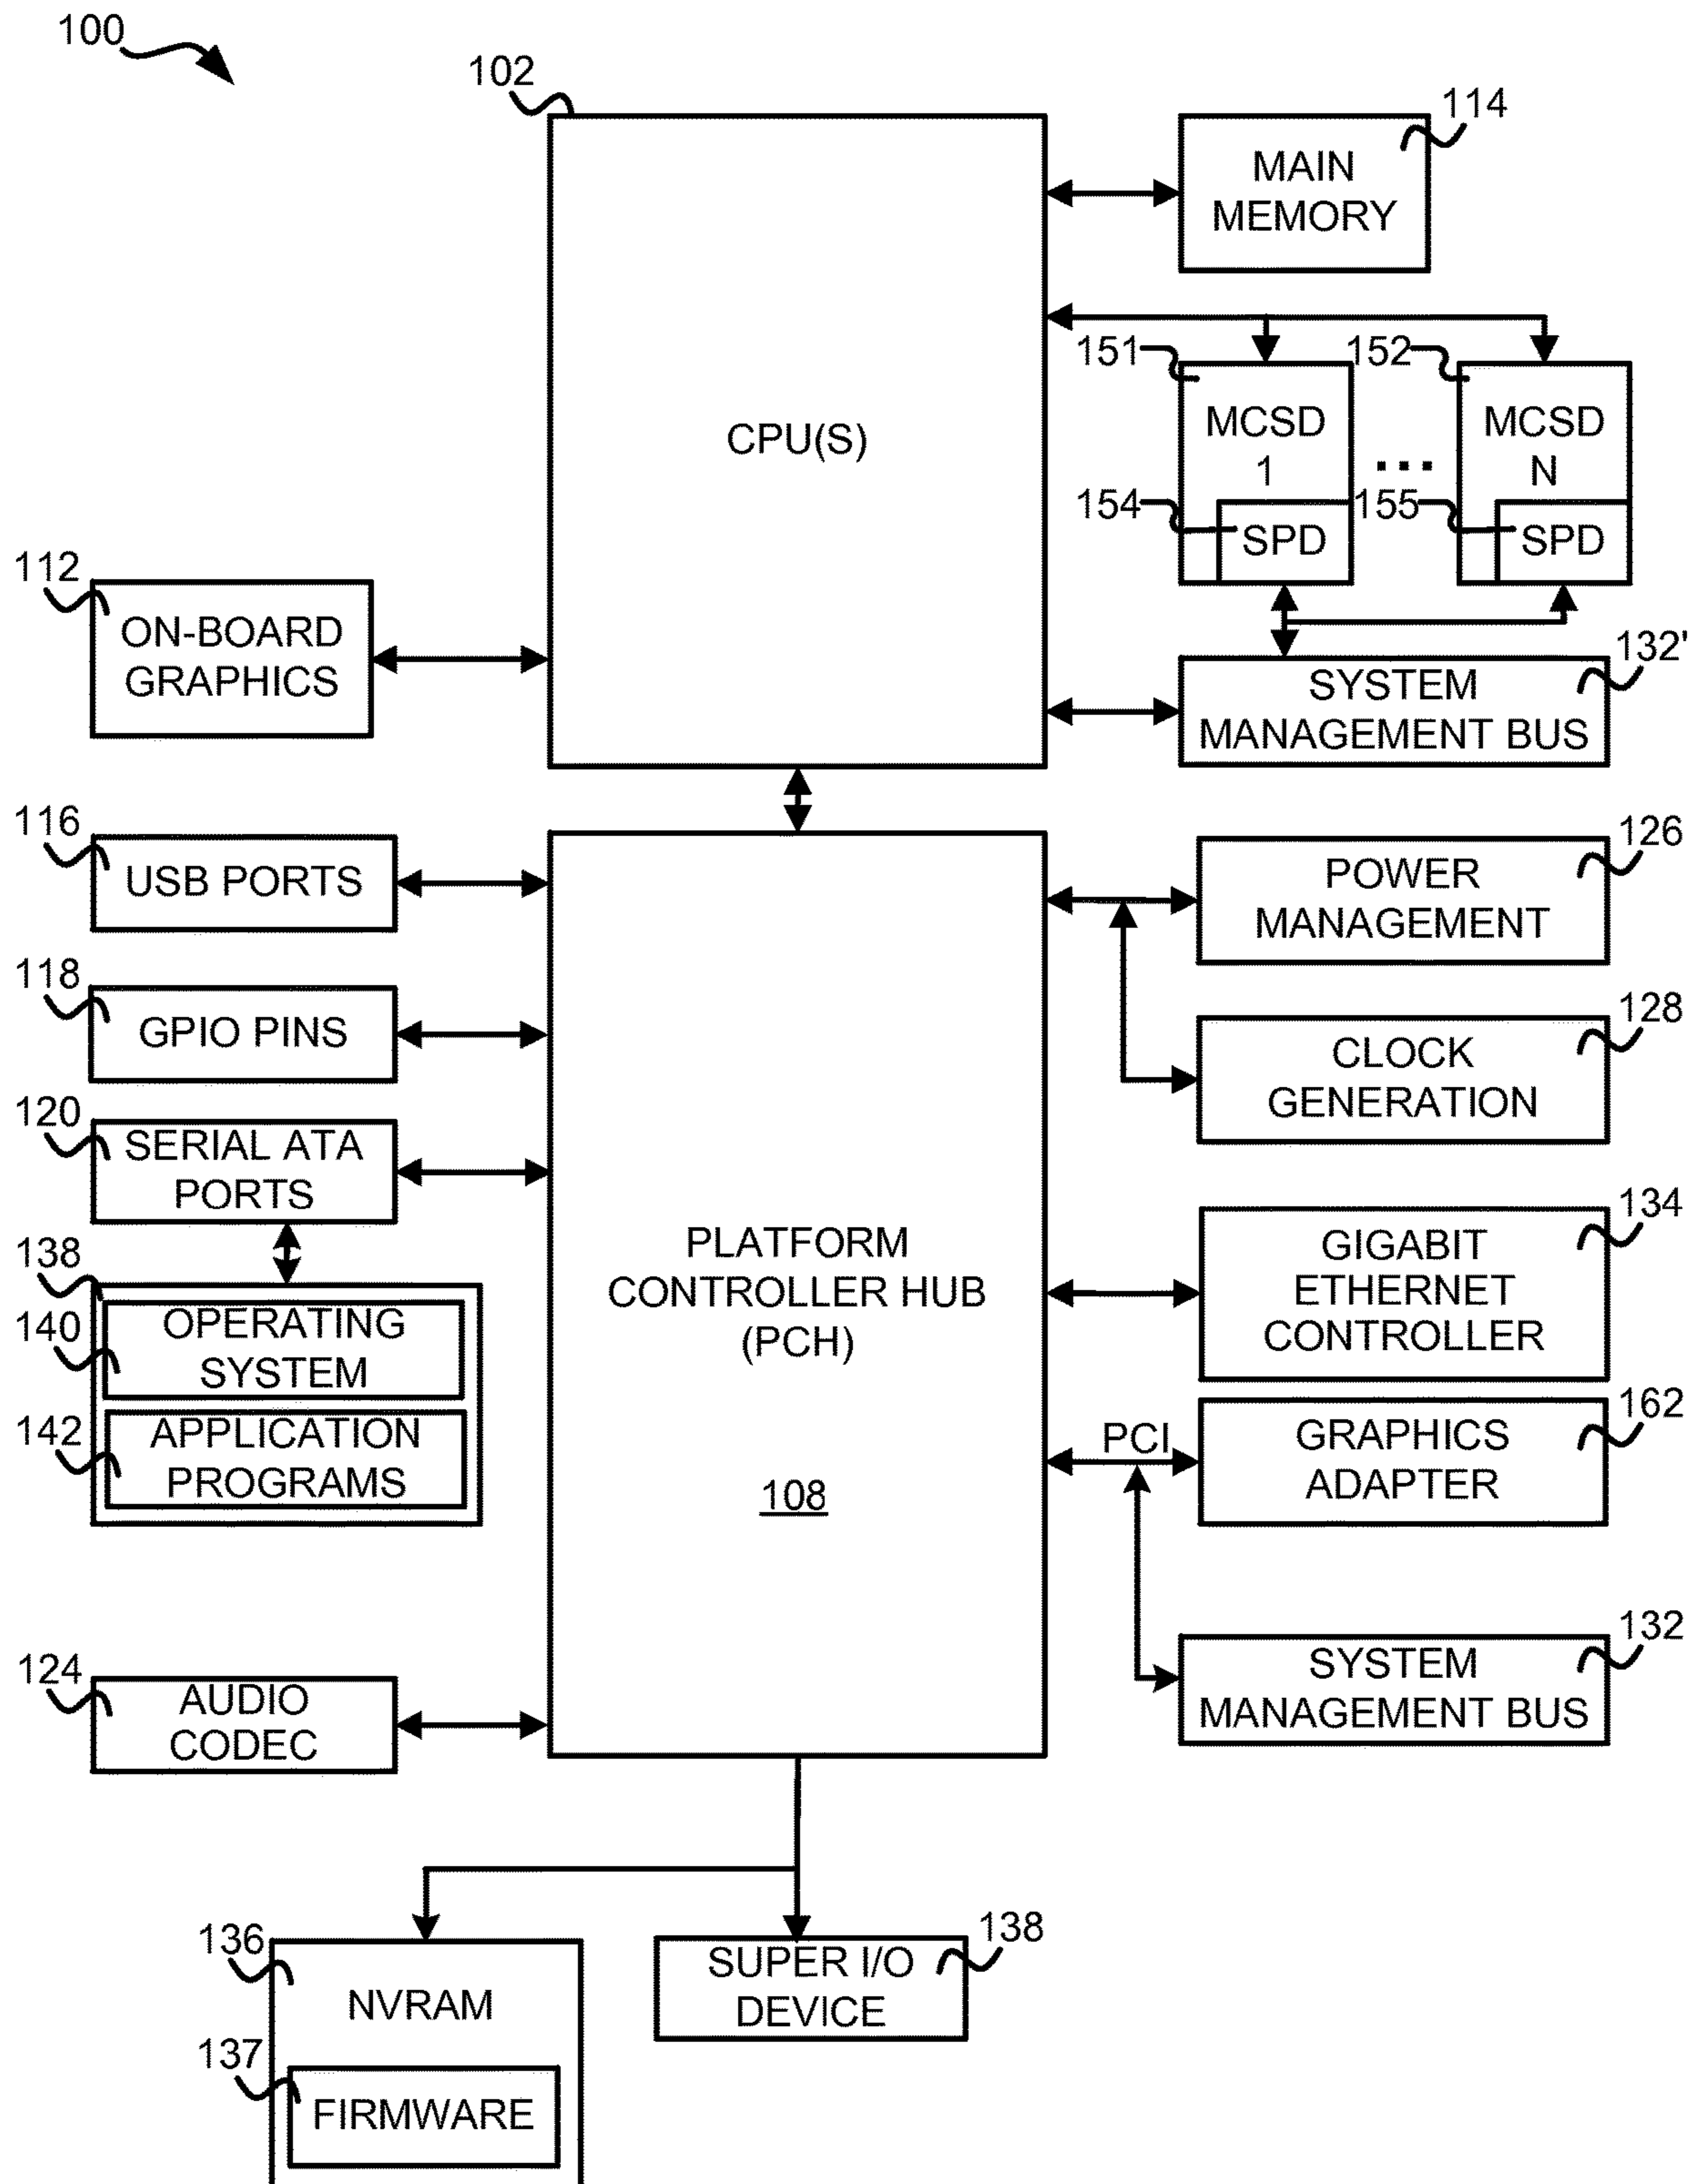 100
102
CPU(S)
114
MAIN
MEMORY
151
MCSD
1
154
SPD
...
152
MCSD
N
155
SPD
112
ON-BOARD
GRAPHICS
132'
SYSTEM
MANAGEMENT BUS
116
USB PORTS
126
POWER
MANAGEMENT
118
GPIO PINS
128
CLOCK
GENERATION
120
SERIAL ATA
PORTS
PLATFORM
CONTROLLER HUB
(PCH)
108
134
GIGABIT
ETHERNET
CONTROLLER
138
140
OPERATING
SYSTEM
142
APPLICATION
PROGRAMS
PCI
162
GRAPHICS
ADAPTER
124
AUDIO
CODEC
132
SYSTEM
MANAGEMENT BUS
136
NVRAM
137
FIRMWARE
138
SUPER I/O
DEVICE